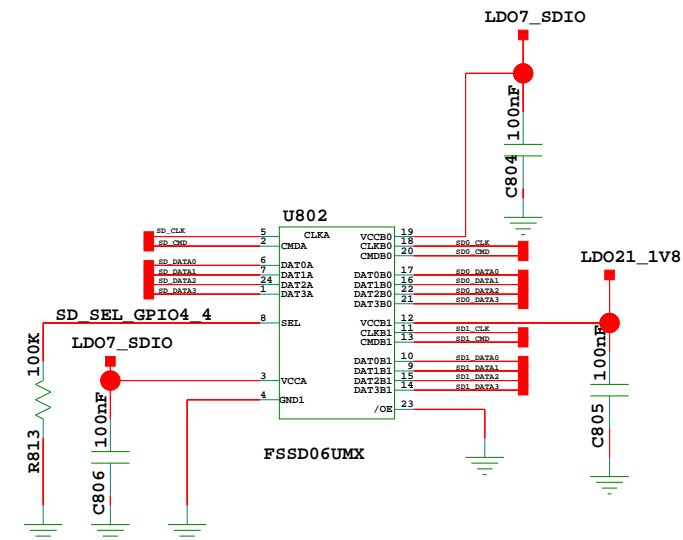 LDO7_SDIO
100nF
C804
U802
SD_CLK 5 CLKA VCCB0 19
SD_CMD 2 CMDA CLKB0 18 SD0_CLK
CMDB0 20 SD0_CMD
LDO21_1V8
SD_DATA0 6 DAT0A DAT0B0 17 SD0_DATA0
SD_DATA1 7 DAT1A DAT1B0 16 SD0_DATA1
SD_DATA2 24 DAT2A DAT2B0 22 SD0_DATA2
SD_DATA3 1 DAT3A DAT3B0 21 SD0_DATA3
SD_SEL_GPIO4_4 8 SEL VCCB1 12
CLKB1 11 SD1_CLK
CMDB1 13 SD1_CMD
100nF
C805
100K
R813
LDO7_SDIO
DAT0B1 10 SD1_DATA0
DAT1B1 9 SD1_DATA1
3 VCCA DAT2B1 15 SD1_DATA2
DAT3B1 14 SD1_DATA3
4 GND1
/OE 23
100nF
C806
FSSD06UMX